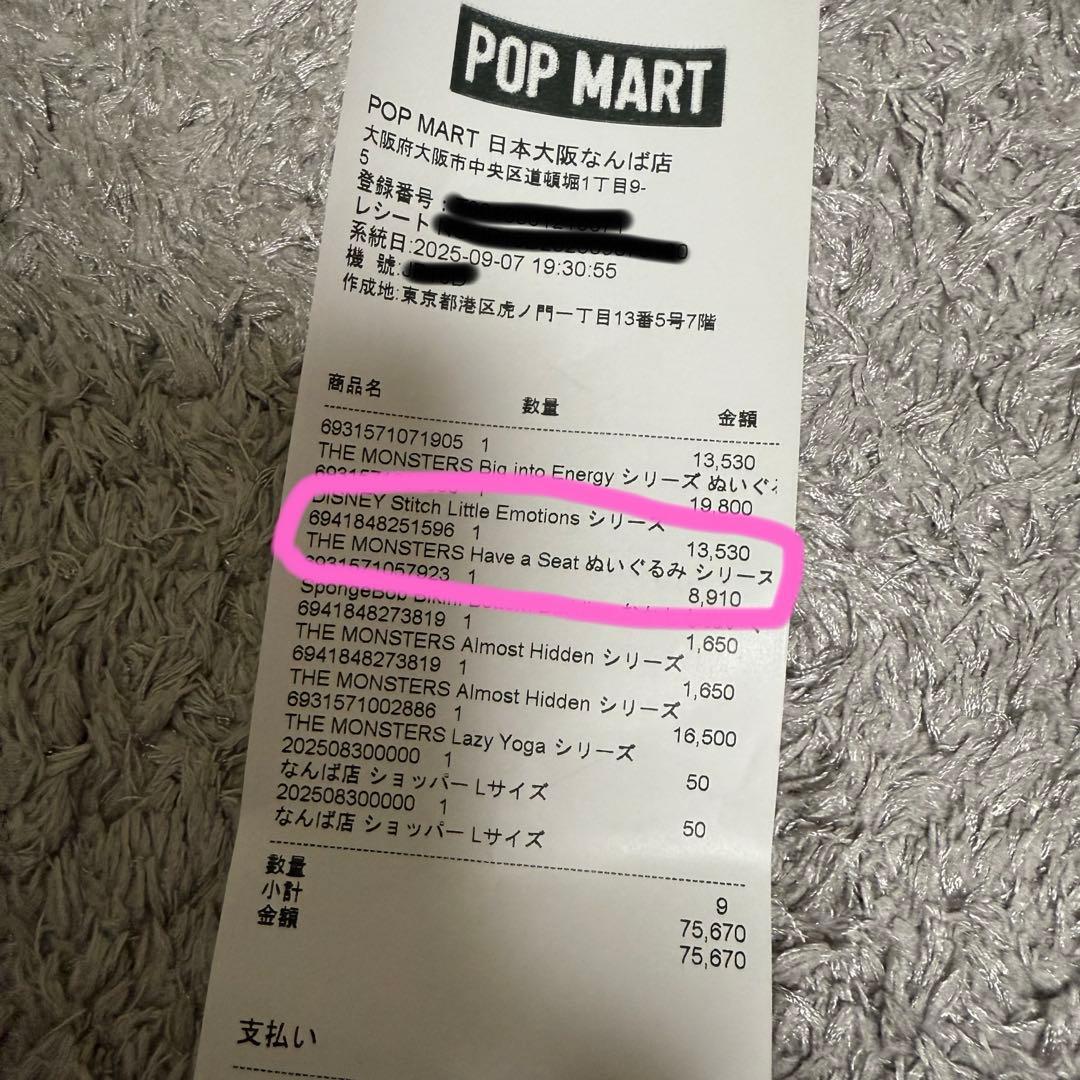 POP MART
POP MART 日本大阪なんば店
大阪府大阪市中央区道頓堀1丁目9-
5
登録番号:
レシート
系統日:2025-09-07 19:30:55
機 號:
作成地:東京都港区虎ノ門一丁目13番5号7階
商品名 數量 金額
6931571071905 1 13,530
THE MONSTERS Big into Energy シリーズ ぬいぐ
19,800
DISNEY Stitch Little Emotions シリーズ
6941848251596 1 13,530
THE MONSTERS Have a Seat ぬいぐるみ シリーズ
6931571057923 1 8,910
SpongeBob Bikini
6941848273819 1 1,650
THE MONSTERS Almost Hidden シリーズ
6941848273819 1 1,650
THE MONSTERS Almost Hidden シリーズ
6931571002886 1 16,500
THE MONSTERS Lazy Yoga シリーズ
202508300000 1 50
なんば店 ショッパー Lサイズ
202508300000 1 50
なんば店 ショッパー Lサイズ
數量 9
小計 75,670
金額 75,670
支払い